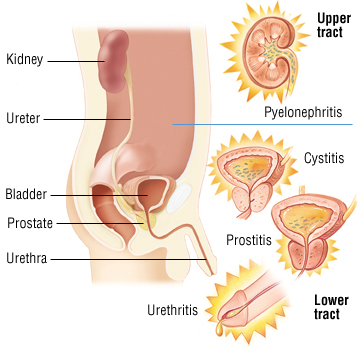 Upper
tract
Kidney
Pyelonephritis
Ureter
Cystitis
Bladder
Prostate
Prostitis
Urethra
Urethritis
Lower
tract